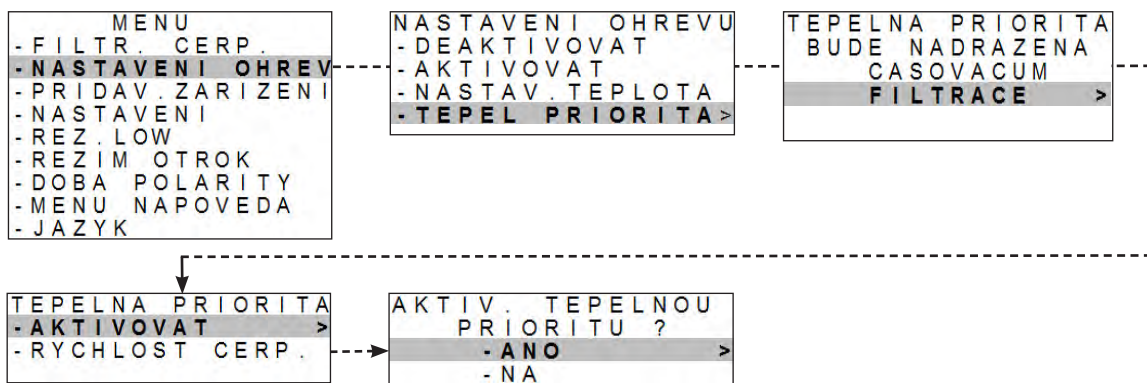 MENU
-FILTR. CERP.
-NASTAVENI OHREV
-PRIDAV.ZARIZENI
-NASTAVENI
-REZ.LOW
-REZIM OTROK
-DOBA POLARITY
-MENU NAPOVEDA
-JAZYK
NASTAVENI OHREVU
-DEAKTIVOVAT
-AKTIVOVAT
-NASTAV.TEPLOTA
-TEPEL PRIORITA>
TEPELNA PRIORITA
BUDE NADRAZENA
CASOVACUM
FILTRACE >
TEPELNA PRIORITA
-AKTIVOVAT >
-RYCHLOST CERP.
AKTIV. TEPELNOU
PRIORITU ?
-ANO >
-NA